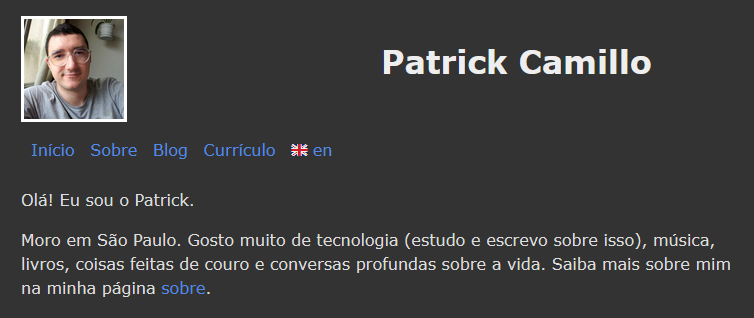 Patrick Camillo
Início Sobre Blog Currículo en
Olá! Eu sou o Patrick.
Moro em São Paulo. Gosto muito de tecnologia (estudo e escrevo sobre isso), música,
livros, coisas feitas de couro e conversas profundas sobre a vida. Saiba mais sobre mim
na minha página sobre.